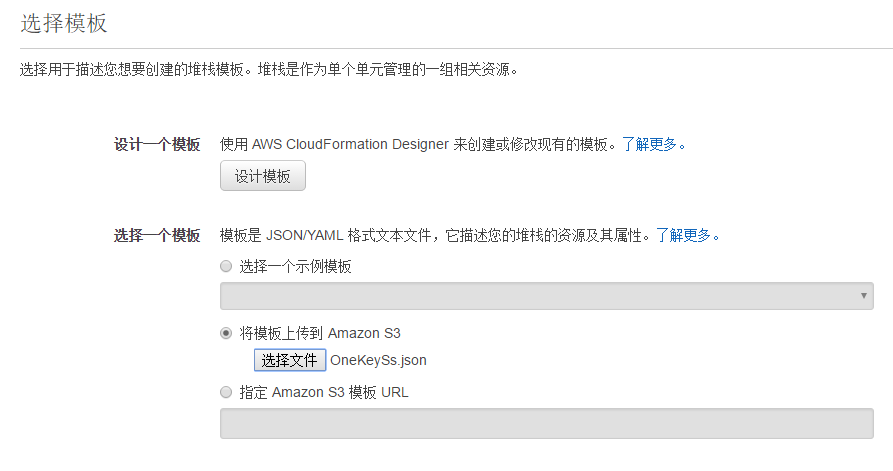 选择模板
选择用于描述您想要创建的堆栈模板。堆栈是作为单个单元管理的一组相关资源。
设计一个模板 使用 AWS CloudFormation Designer 来创建或修改现有的模板。了解更多。
设计模板
选择一个模板 模板是 JSON/YAML 格式文本文件，它描述您的堆栈的资源及其属性。了解更多。
选择一个示例模板
将模板上传到 Amazon S3
选择文件 OneKeySs.json
指定 Amazon S3 模板 URL